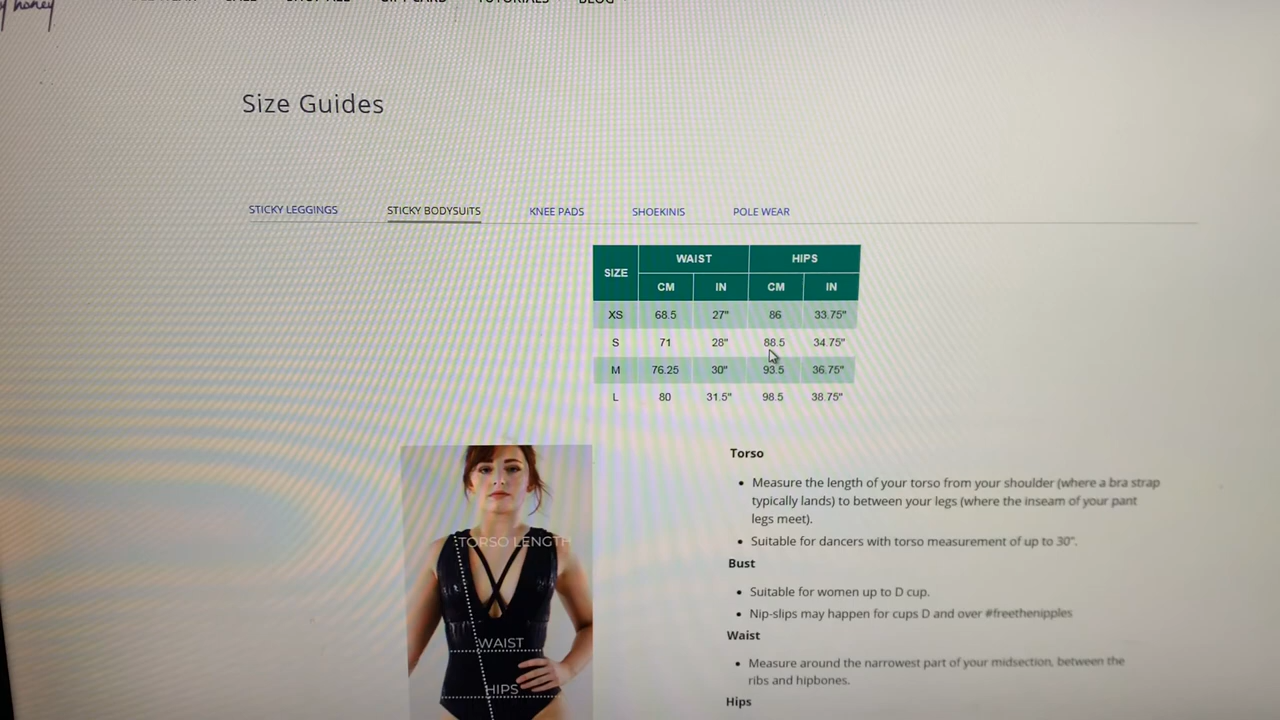 honey
GIFT CARD TUTORIALS BLOG
Size Guides
STICKY LEGGINGS STICKY BODYSUITS KNEE PADS SHOEKINIS POLE WEAR
SIZE WAIST HIPS
CM IN CM IN
XS 68.5 27" 86 33.75"
S 71 28" 88.5 34.75"
M 76.25 30" 93.5 36.75"
L 80 31.5" 98.5 38.75"
TORSO LENGTH
WAIST
HIPS
Torso
• Measure the length of your torso from your shoulder (where a bra strap
typically lands) to between your legs (where the inseam of your pant
legs meet).
• Suitable for dancers with torso measurement of up to 30".
Bust
• Suitable for women up to D cup.
• Nip-slips may happen for cups D and over #freethenipples
Waist
• Measure around the narrowest part of your midsection, between the
ribs and hipbones.
Hips